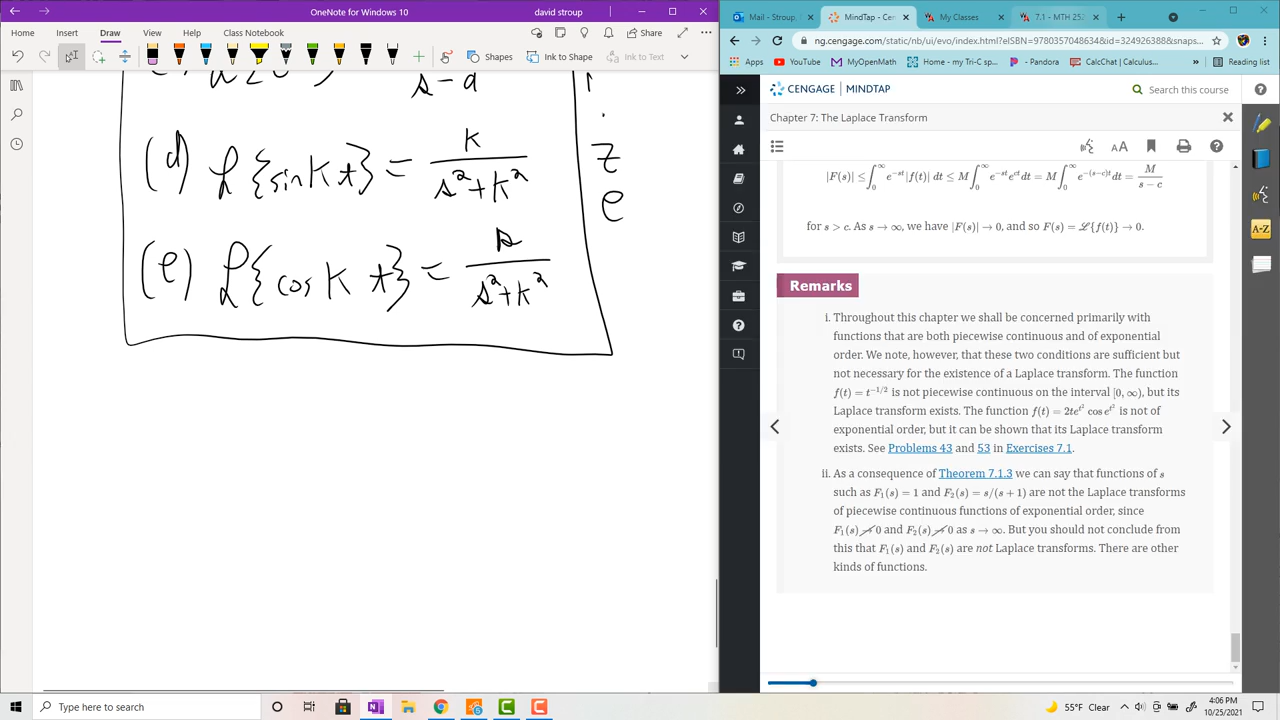 OneNote for Windows 10
david stroup
Home Insert Draw View Help Class Notebook
Share
Shapes Ink to Text
s - a
(d) ℒ{sin k t} = k / s² + k²
(e) ℒ{cos k t} = s / s² + k²
i
z
e
Mail - Stroup, D
MindTap - Cen
My Classes
7.1 - MTH 252
ng.cengage.com/static/nb/ui/evo/index.html?eISBN=9780357048634&id=324926388&snaps...
Apps YouTube MyOpenMath Home - my Tri-C sp - Pandora CalcChat | Calculus... Reading list
CENGAGE | MINDTAP
Search this course
Chapter 7: The Laplace Transform
|F(s)| ≤ ∫₀^∞ e^{-st} |f(t)| dt ≤ M ∫₀^∞ e^{-st} e^{ct} dt = M ∫₀^∞ e^{-(s-c)t} dt = M / s - c
for s > c. As s → ∞, we have |F(s)| → 0, and so F(s) = ℒ{f(t)} → 0.
Remarks
i. Throughout this chapter we shall be concerned primarily with
functions that are both piecewise continuous and of exponential
order. We note, however, that these two conditions are sufficient but
not necessary for the existence of a Laplace transform. The function
f(t) = t^{-1/2} is not piecewise continuous on the interval [0, ∞), but its
Laplace transform exists. The function f(t) = 2te^{t²} cos e^{t²} is not of
exponential order, but it can be shown that its Laplace transform
exists. See Problems 43 and 53 in Exercises 7.1.
ii. As a consequence of Theorem 7.1.3 we can say that functions of s
such as F₁(s) = 1 and F₂(s) = s/(s + 1) are not the Laplace transforms
of piecewise continuous functions of exponential order, since
F₁(s) ↛ 0 and F₂(s) ↛ 0 as s → ∞. But you should not conclude from
this that F₁(s) and F₂(s) are not Laplace transforms. There are other
kinds of functions.
A-Z
Type here to search
55°F Clear
4:06 PM
10/25/2021